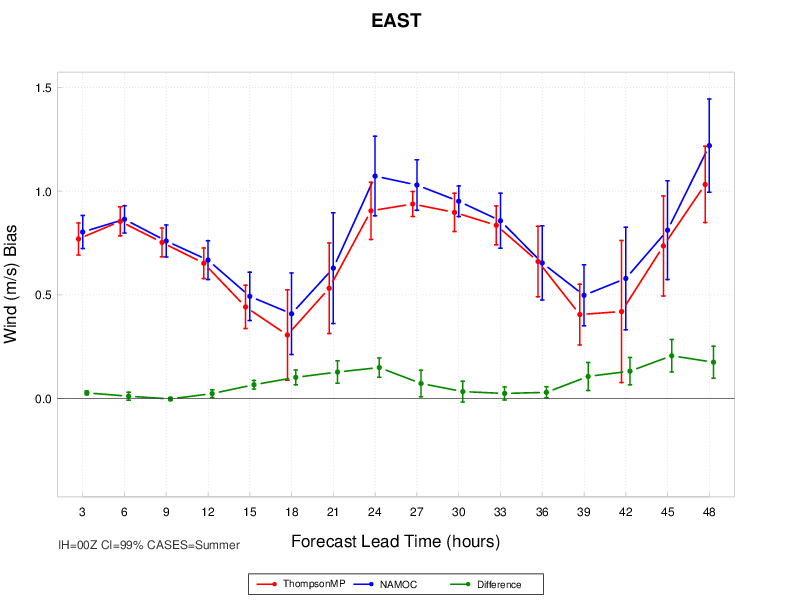 EAST
Wind (m/s) Bias
1.5
1.0
0.5
0.0
3 6 9 12 15 18 21 24 27 30 33 36 39 42 45 48
Forecast Lead Time (hours)
IH=00Z CI=99% CASES=Summer
ThompsonMP NAMOC Difference